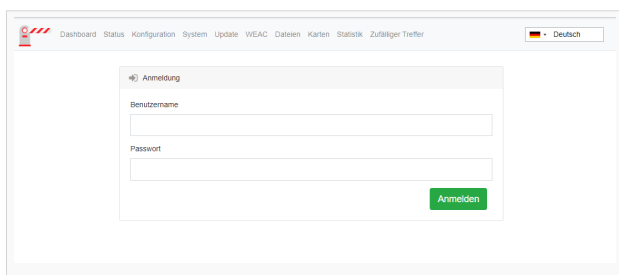 Dashboard Status Konfiguration System Update WEAC Dateien Karten Statistik Zufälliger Treffer Deutsch
Anmeldung
Benutzername
Passwort
Anmelden